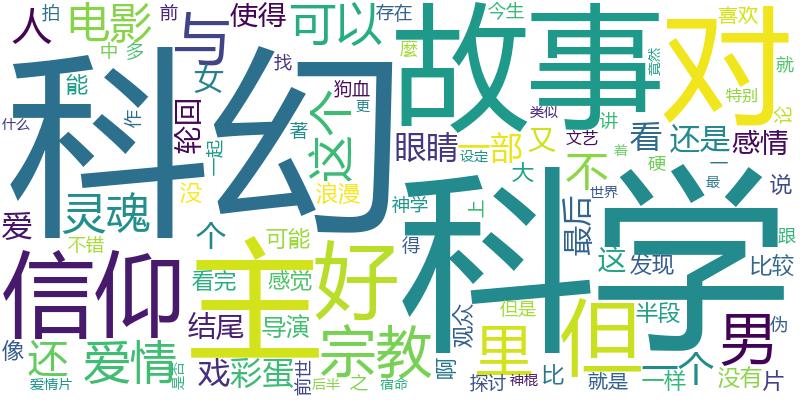 人
拍
电影
前
与
使得
可以
存在
今生
故事
对
喜欢
就
中
多
能
女
找
麼
竟然
特别
记
什么
科幻
作
轮回
一起
著
这个
狗血
更
眼睛
一部
又
类似
文艺
讲
看
还是
感情
设定
着
硬
一
爱
灵魂
没
浪漫
神学
上
科学
大
不
世界
最
说
不错
个
可能
得
最后
这
发现
比较
跟
信仰
主
好
看完
感觉
观众
但是
但
半段
伪
像
还
爱情
结尾
导演
宗教
里
一个
男
爱情片
是否
戏
彩蛋
前世
后半
之
宿命
啊
探讨
神棍
比
就是
一样
没有
片